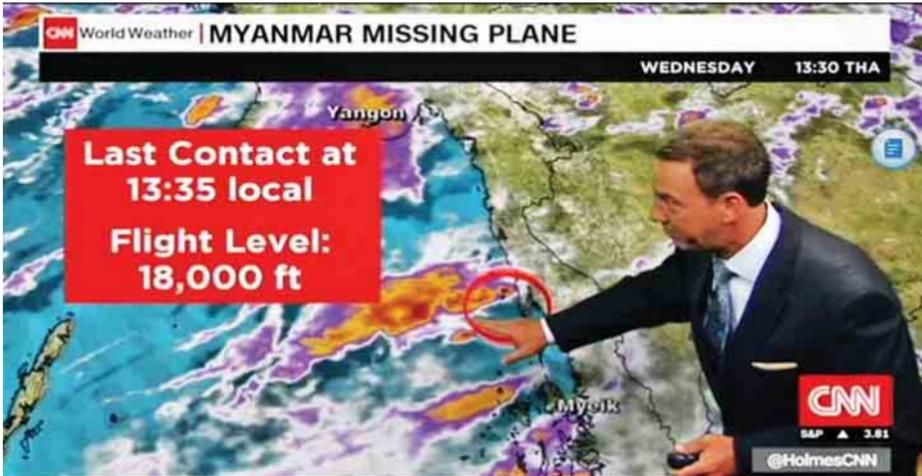 CNN World Weather | MYANMAR MISSING PLANE
WEDNESDAY 13:30 THA
Yangon
Last Contact at
13:35 local
Flight Level:
18,000 ft
Myeik
CNN
S&P ▲ 3.81
@HolmesCNN